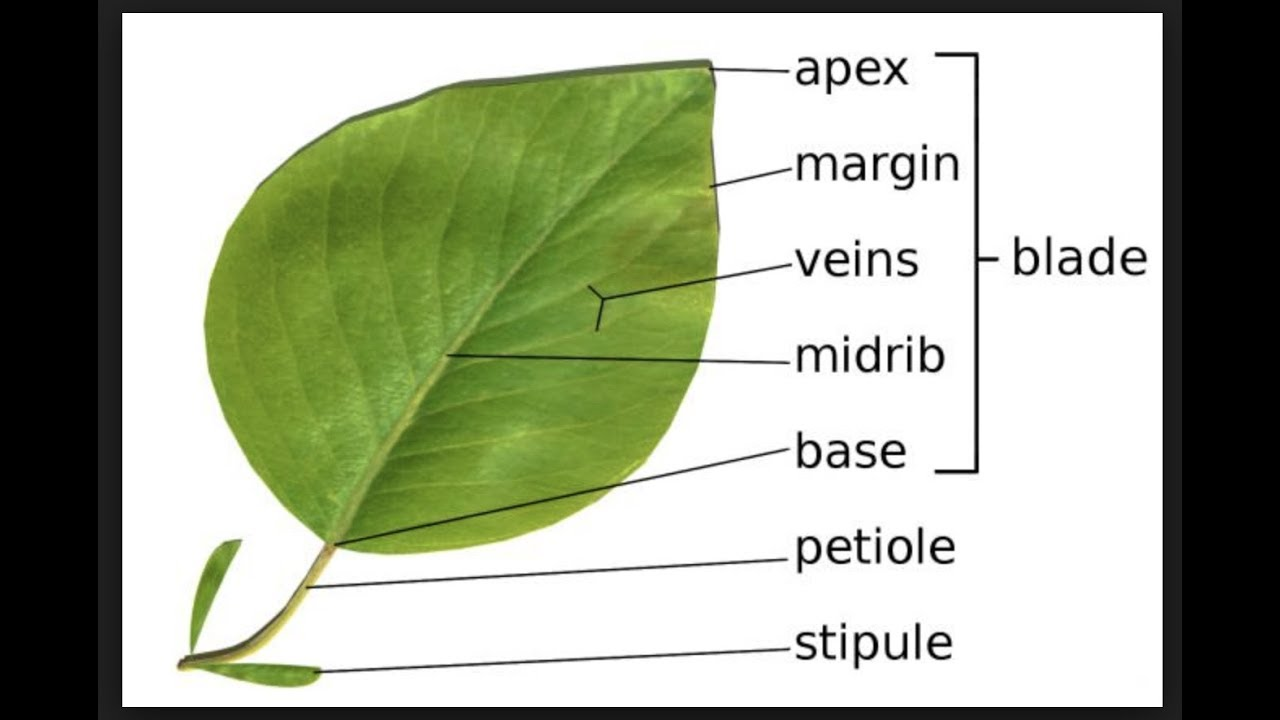 apex
margin
veins
blade
midrib
base
petiole
stipule